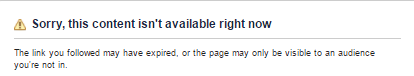 Sorry, this content isn't available right now
The link you followed may have expired, or the page may only be visible to an audience
you're not in.